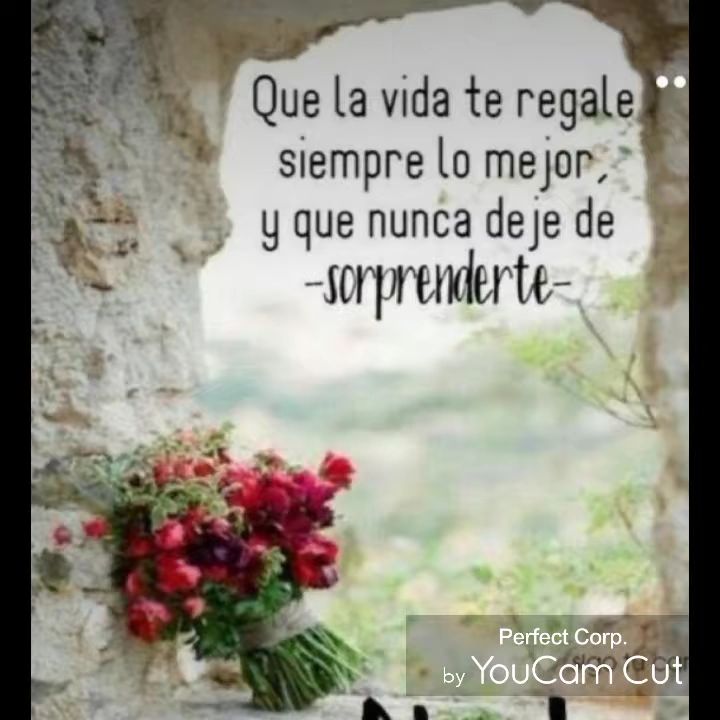 Que la vida te regale
siempre lo mejor,
y que nunca deje de
-sorprenderte-
Perfect Corp.
by YouCam Cut